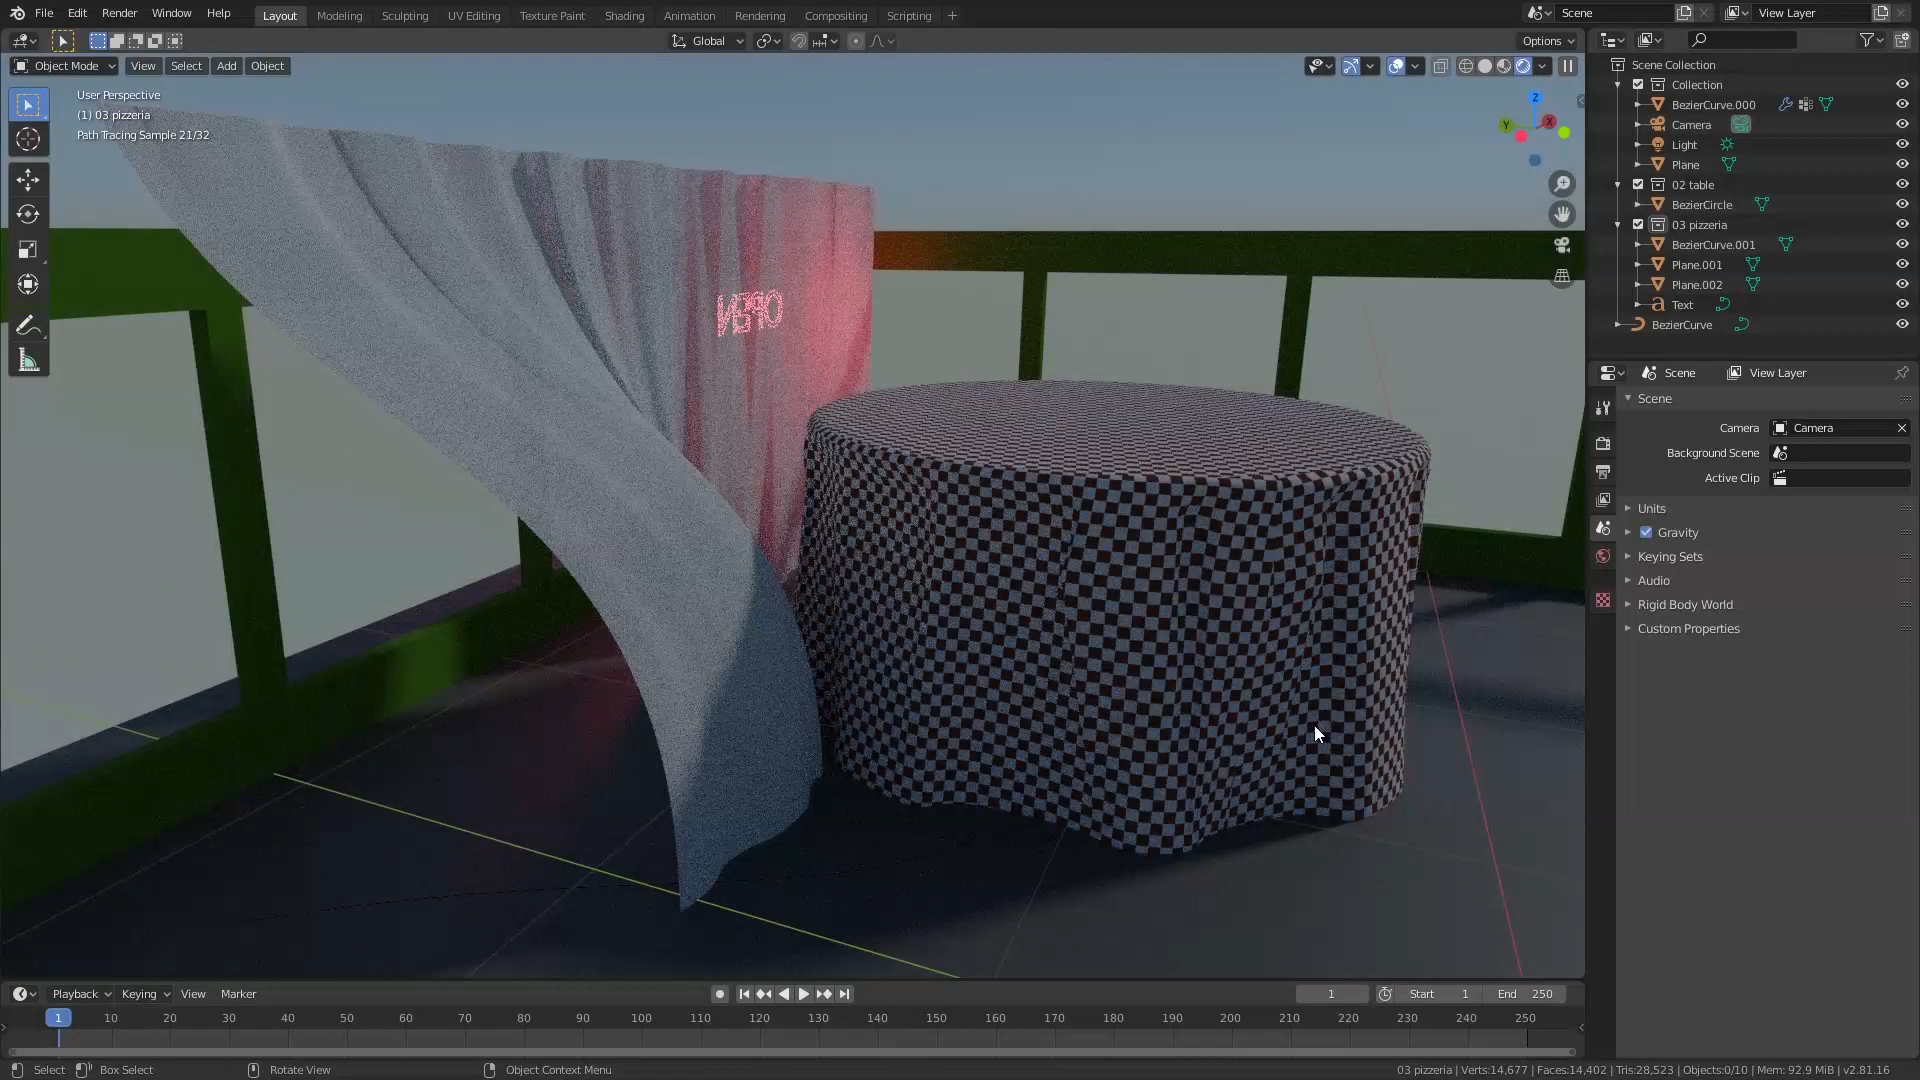 File Edit Render Window Help Layout Modeling Sculpting UV Editing Texture Paint Shading Animation Rendering Compositing Scripting + Scene View Layer
Global Options
Object Mode View Select Add Object
User Perspective
(1) 03 pizzeria
Path Tracing Sample 21/32
Z
Y X
Scene Collection
Collection
BezierCurve.000
Camera
Light
Plane
02 table
BezierCircle
03 pizzeria
BezierCurve.001
Plane.001
Plane.002
Text
BezierCurve
Scene View Layer
Scene
Camera Camera
Background Scene
Active Clip
Units
Gravity
Keying Sets
Audio
Rigid Body World
Custom Properties
Playback Keying View Marker 1 Start 1 End 250
1 10 20 30 40 50 60 70 80 90 100 110 120 130 140 150 160 170 180 190 200 210 220 230 240 250
Select Box Select Rotate View Object Context Menu 03 pizzeria | Verts:14,677 | Faces:14,402 | Tris:28,523 | Objects:0/10 | Mem: 92.9 MiB | v2.81.16